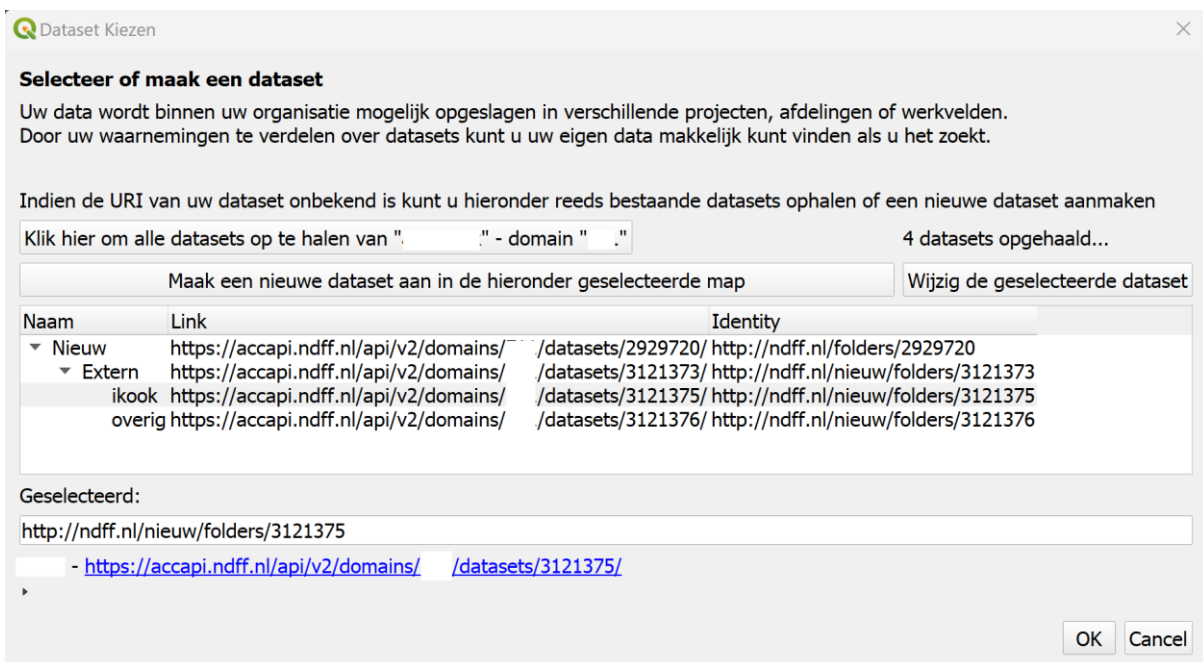 Dataset Kiezen
Selecteer of maak een dataset
Uw data wordt binnen uw organisatie mogelijk opgeslagen in verschillende projecten, afdelingen of werkvelden.
Door uw waarnemingen te verdelen over datasets kunt u uw eigen data makkelijk kunt vinden als u het zoekt.
Indien de URI van uw dataset onbekend is kunt u hieronder reeds bestaande datasets ophalen of een nieuwe dataset aanmaken
Klik hier om alle datasets op te halen van " " - domain " ." 4 datasets opgehaald...
Maak een nieuwe dataset aan in de hieronder geselecteerde map Wijzig de geselecteerde dataset
Naam Link Identity
Nieuw https://accapi.ndff.nl/api/v2/domains/ /datasets/2929720/ http://ndff.nl/folders/2929720
Extern https://accapi.ndff.nl/api/v2/domains/ /datasets/3121373/ http://ndff.nl/nieuw/folders/3121373
ikook https://accapi.ndff.nl/api/v2/domains/ /datasets/3121375/ http://ndff.nl/nieuw/folders/3121375
overig https://accapi.ndff.nl/api/v2/domains/ /datasets/3121376/ http://ndff.nl/nieuw/folders/3121376
Geselecteerd:
http://ndff.nl/nieuw/folders/3121375
- https://accapi.ndff.nl/api/v2/domains/ /datasets/3121375/
OK Cancel